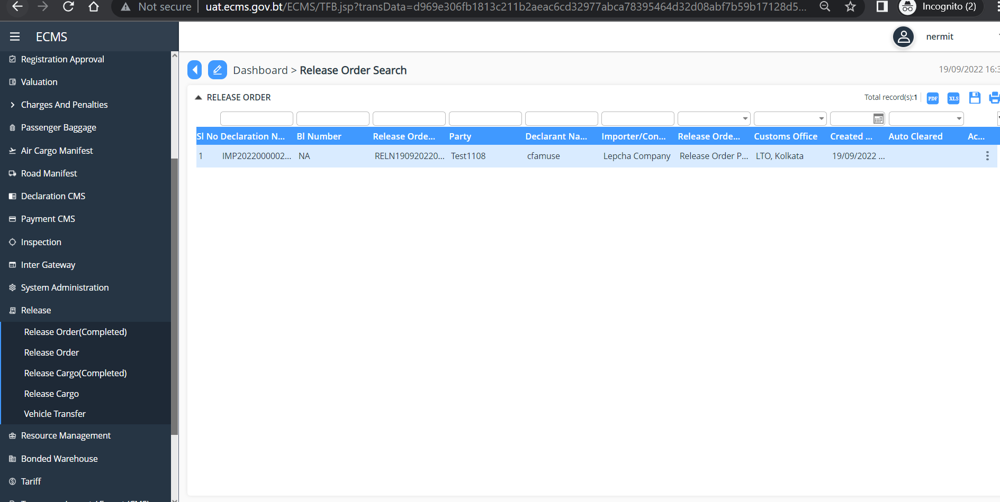 Not secure
uat.ecms.gov.bt/ECMS/TFB.jsp?transData=d969e306fb1813c211b2aeac6cd32977abca78395464d32d08abf7b59b17128d5...
Incognito (2)
ECMS
nermit
Registration Approval
Valuation
Charges And Penalties
Passenger Baggage
Air Cargo Manifest
Road Manifest
Declaration CMS
Payment CMS
Inspection
Inter Gateway
System Administration
Release
Release Order(Completed)
Release Order
Release Cargo(Completed)
Release Cargo
Vehicle Transfer
Resource Management
Bonded Warehouse
Tariff
Dashboard > Release Order Search
19/09/2022 16:3
RELEASE ORDER
Total record(s):1
PDF
XLS
Sl No Declaration N... Bl Number Release Orde... Party Declarant Na... Importer/Con... Release Orde... Customs Office Created ... Auto Cleared Ac...
1 IMP2022000002... NA RELN190920220... Test1108 cfamuse Lepcha Company Release Order P... LTO, Kolkata 19/09/2022 ...